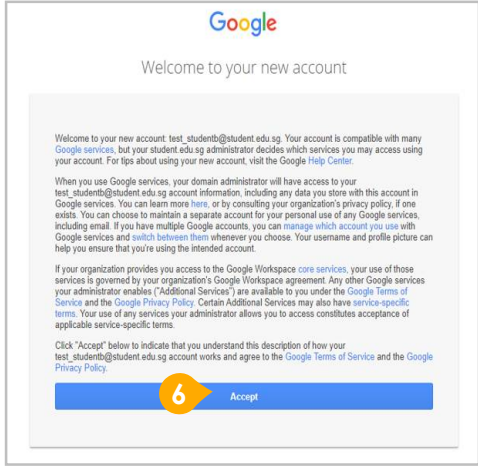 Google
Welcome to your new account
Welcome to your new account: test_studentb@student.edu.sg. Your account is compatible with many
Google services, but your student.edu.sg administrator decides which services you may access using
your account. For tips about using your new account, visit the Google Help Center.
When you use Google services, your domain administrator will have access to your
test_studentb@student.edu.sg account information, including any data you store with this account in
Google services. You can learn more here, or by consulting your organization's privacy policy, if one
exists. You can choose to maintain a separate account for your personal use of any Google services,
including email. If you have multiple Google accounts, you can manage which account you use with
Google services and switch between them whenever you choose. Your username and profile picture can
help you ensure that you're using the intended account.
If your organization provides you access to the Google Workspace core services, your use of those
services is governed by your organization's Google Workspace agreement. Any other Google services
your administrator enables ("Additional Services") are available to you under the Google Terms of
Service and the Google Privacy Policy. Certain Additional Services may also have service-specific
terms. Your use of any services your administrator allows you to access constitutes acceptance of
applicable service-specific terms.
Click "Accept" below to indicate that you understand this description of how your
test_studentb@student.edu.sg account works and agree to the Google Terms of Service and the Google
Privacy Policy.
6 Accept